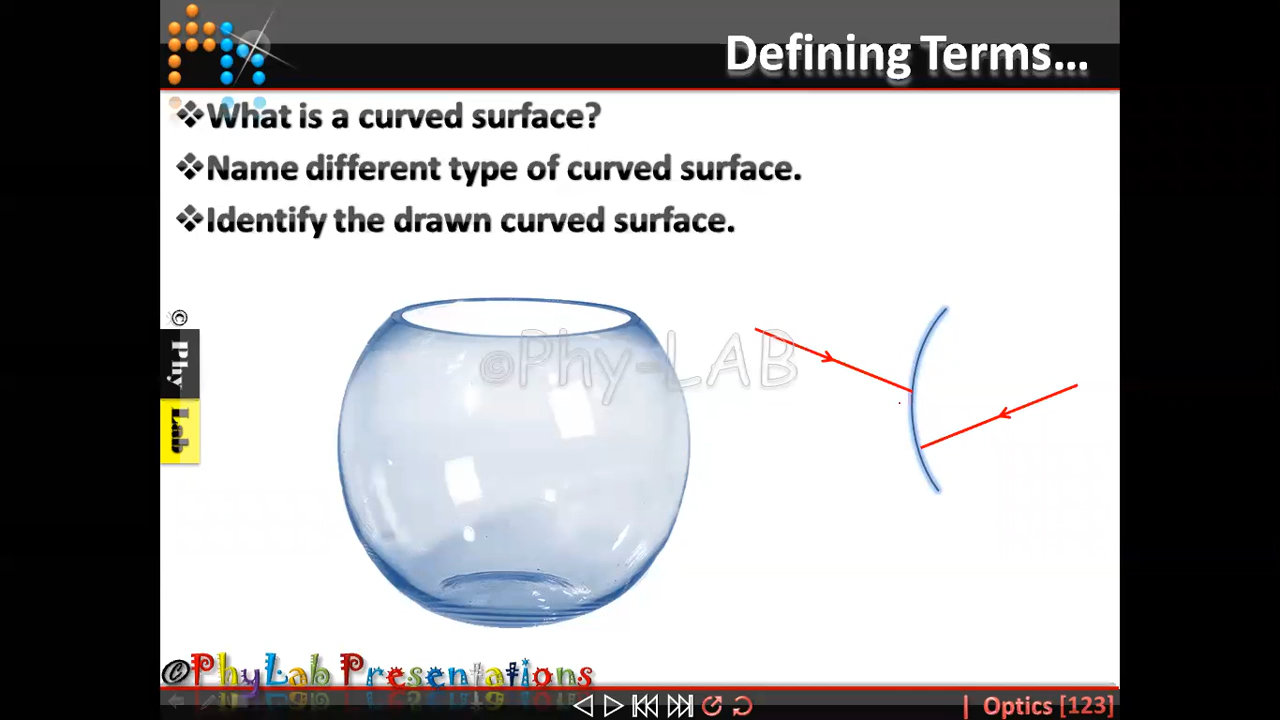 Defining Terms...
❖What is a curved surface?
❖Name different type of curved surface.
❖Identify the drawn curved surface.
©Phy-LAB
© Phy Lab
©PhyLab Presentations
| Optics [123]